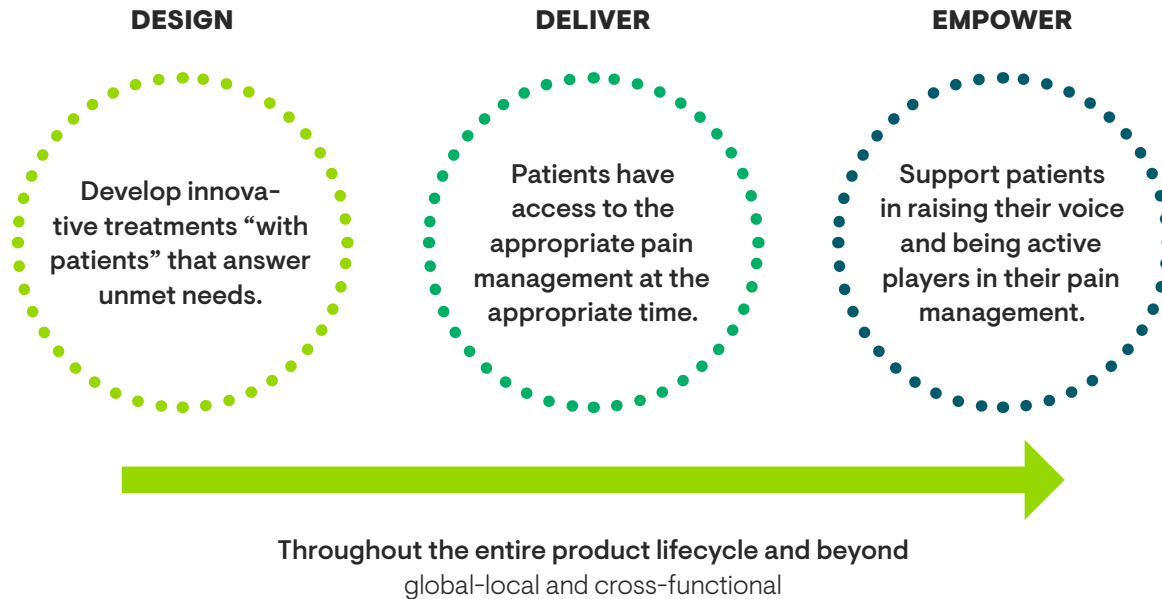 DESIGN
Develop innova-
tive treatments “with
patients” that answer
unmet needs.
DELIVER
Patients have
access to the
appropriate pain
management at the
appropriate time.
EMPOWER
Support patients
in raising their voice
and being active
players in their pain
management.
Throughout the entire product lifecycle and beyond
global-local and cross-functional